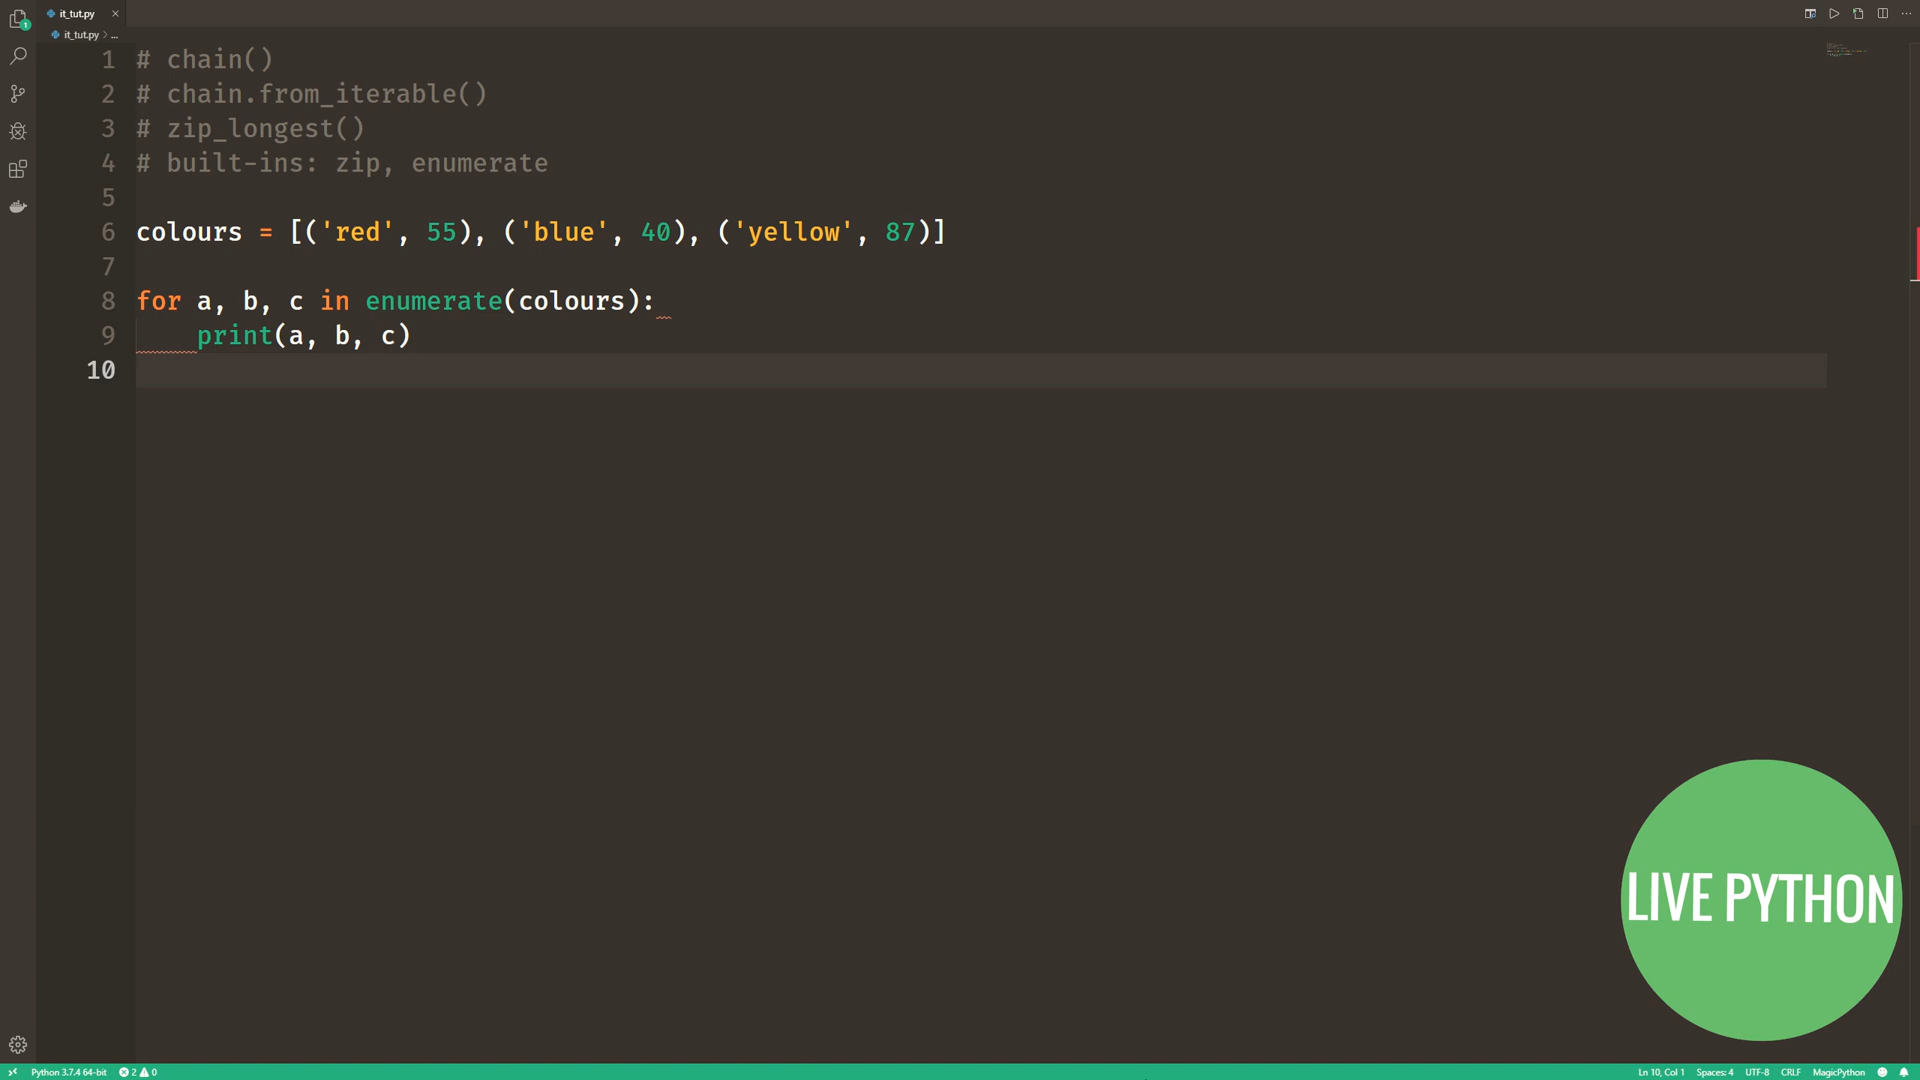 it_tut.py
it_tut.py > ...
1 # chain()
2 # chain.from_iterable()
3 # zip_longest()
4 # built-ins: zip, enumerate
5
6 colours = [('red', 55), ('blue', 40), ('yellow', 87)]
7
8 for a, b, c in enumerate(colours):
9     print(a, b, c)
10
1
LIVE PYTHON
Python 3.7.4 64-bit 2 0 Ln 10, Col 1 Spaces: 4 UTF-8 CRLF MagicPython